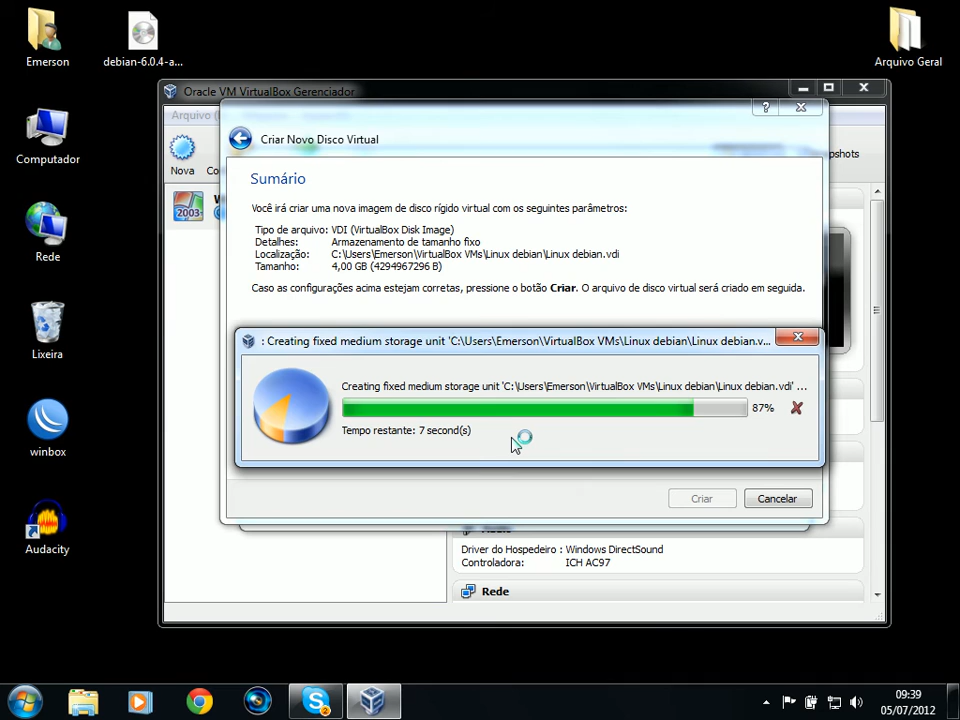 Emerson
debian-6.0.4-a...
Arquivo Geral
Computador
Rede
Lixeira
winbox
Audacity
Oracle VM VirtualBox Gerenciador
Arquivo (
Nova
Co
Criar Novo Disco Virtual
pshots
2003
Sumário
Você irá criar uma nova imagem de disco rígido virtual com os seguintes parâmetros:
Tipo de arquivo: VDI (VirtualBox Disk Image)
Detalhes: Armazenamento de tamanho fixo
Localização: C:\Users\Emerson\VirtualBox VMs\Linux debian\Linux debian.vdi
Tamanho: 4,00 GB (4294967296 B)
Caso as configurações acima estejam corretas, pressione o botão Criar. O arquivo de disco virtual será criado em seguida.
: Creating fixed medium storage unit 'C:\Users\Emerson\VirtualBox VMs\Linux debian\Linux debian.v...
Creating fixed medium storage unit 'C:\Users\Emerson\VirtualBox VMs\Linux debian\Linux debian.vdi' ...
87%
Tempo restante: 7 second(s)
Criar
Cancelar
Driver do Hospedeiro : Windows DirectSound
Controladora: ICH AC97
Rede
2
09:39
05/07/2012